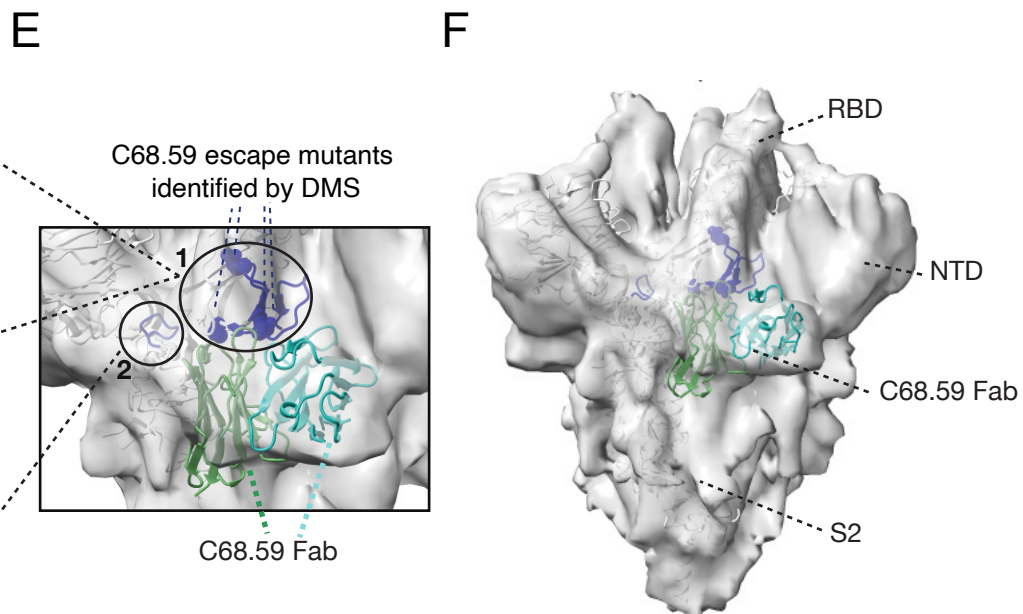 E
F
C68.59 escape mutants
identified by DMS
1
2
C68.59 Fab
RBD
NTD
C68.59 Fab
S2